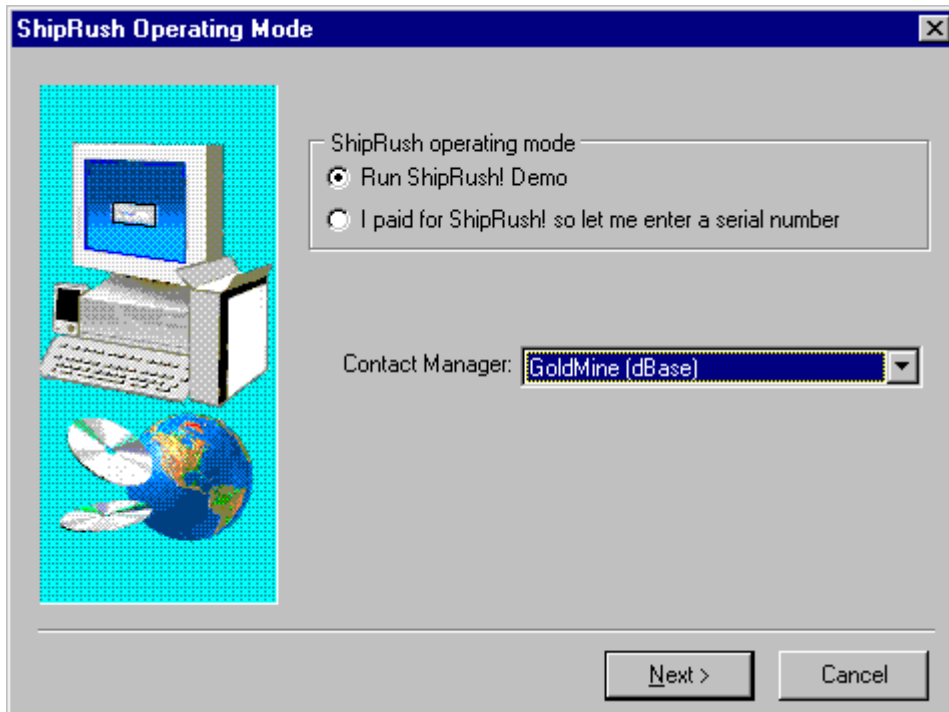 ShipRush Operating Mode
ShipRush operating mode
Run ShipRush! Demo
I paid for ShipRush! so let me enter a serial number
Contact Manager: GoldMine (dBase)
Next > Cancel